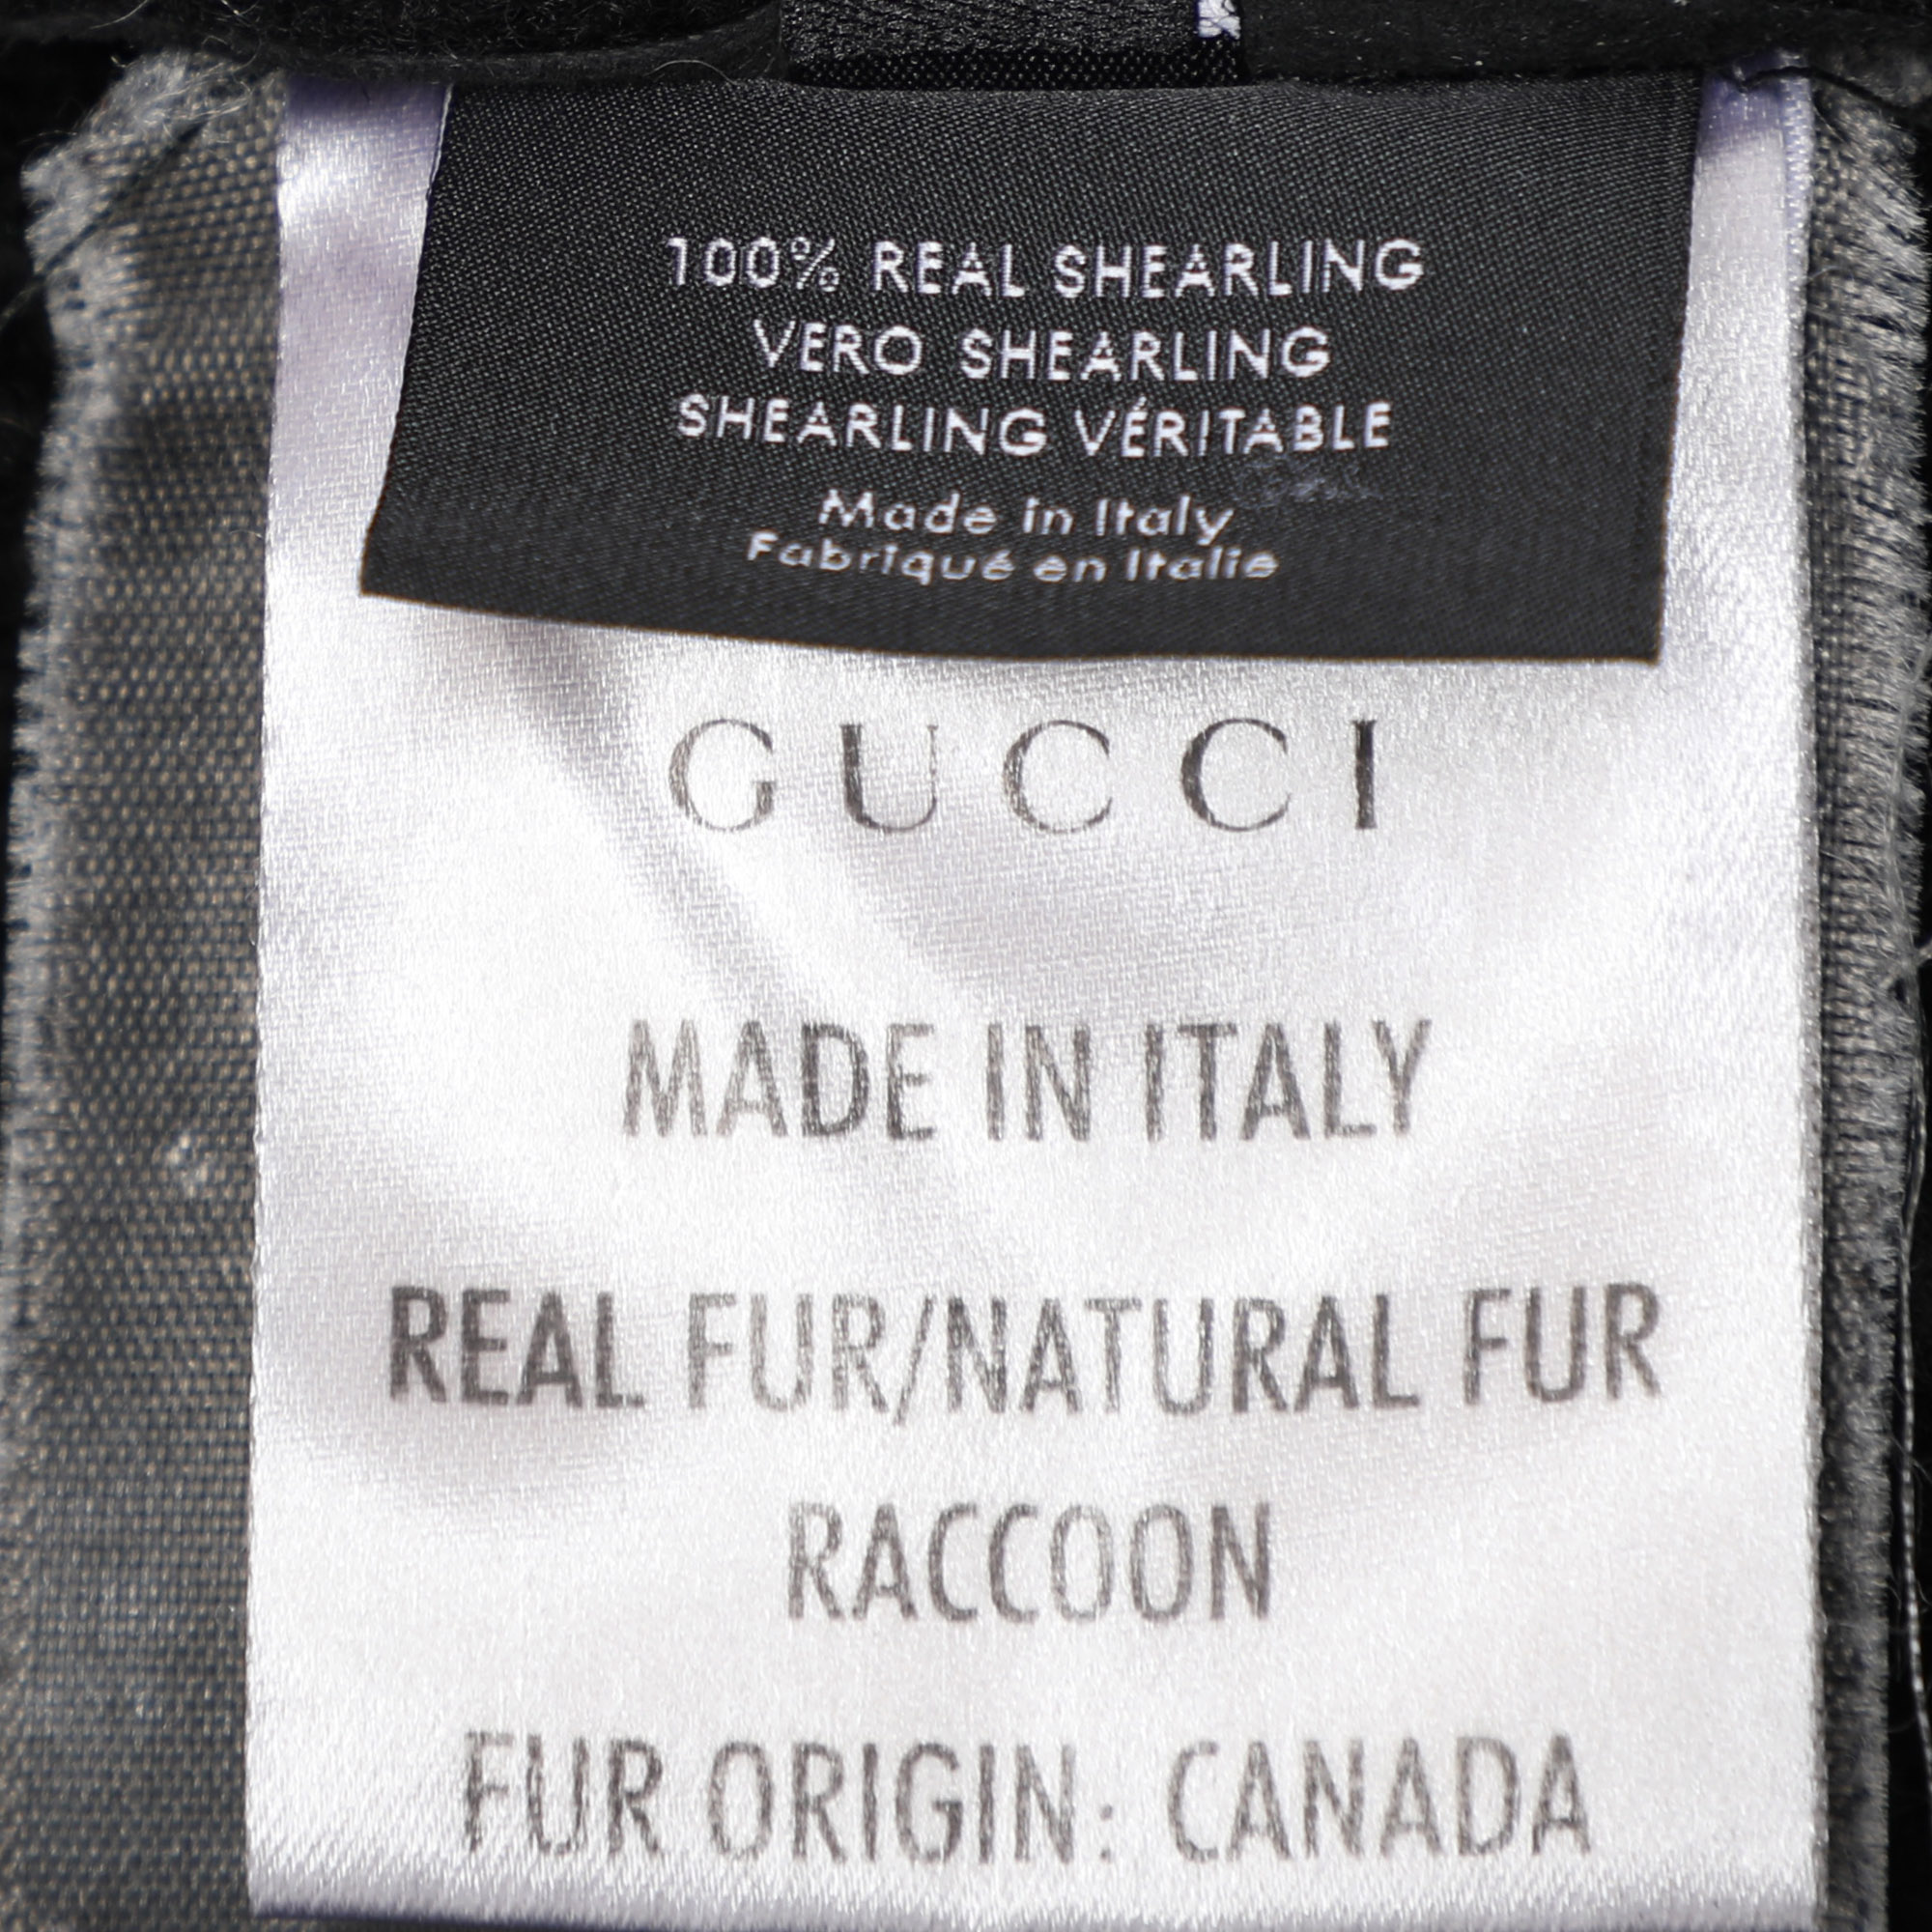 100% REAL SHEARLING
VERO SHEARLING
SHEARLING VÉRITABLE
Made in Italy
Fabriqué en Italie
GUCCI
MADE IN ITALY
REAL FUR/NATURAL FUR
RACCOON
FUR ORIGIN: CANADA